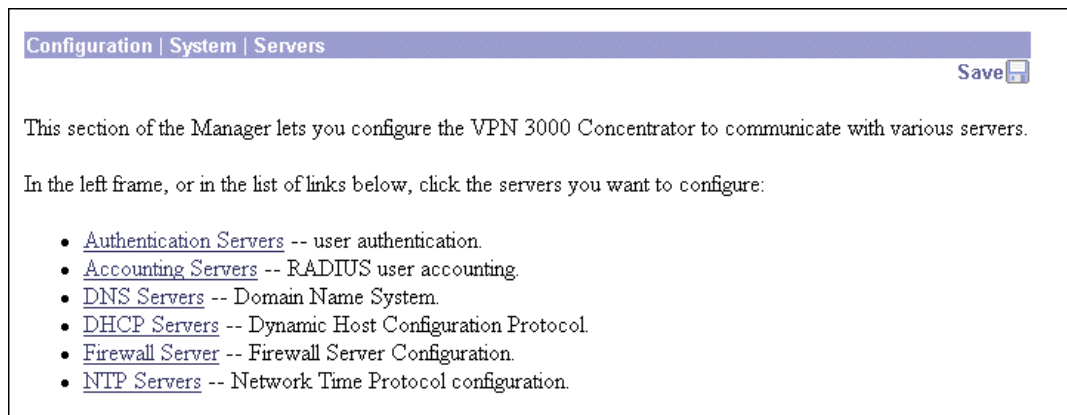 Configuration | System | Servers
Save
This section of the Manager lets you configure the VPN 3000 Concentrator to communicate with various servers.
In the left frame, or in the list of links below, click the servers you want to configure:
• Authentication Servers -- user authentication.
• Accounting Servers -- RADIUS user accounting.
• DNS Servers -- Domain Name System.
• DHCP Servers -- Dynamic Host Configuration Protocol.
• Firewall Server -- Firewall Server Configuration.
• NTP Servers -- Network Time Protocol configuration.